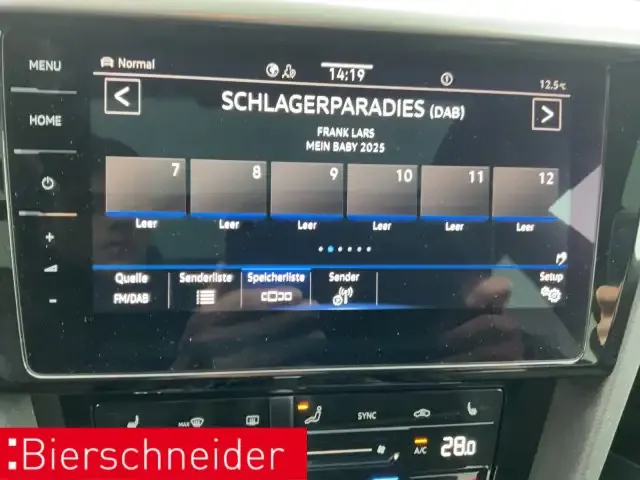 MENU
Normal
14:19
12.5°C
HOME
SCHLAGERPARADIES (DAB)
FRANK LARS
MEIN BABY 2025
7 8 9 10 11 12
Leer Leer Leer Leer Leer Leer
+
-
Quelle Senderliste Speicherliste Sender Setup
FM/DAB
MAX SYNC
A/C 28.0
Bierschneider